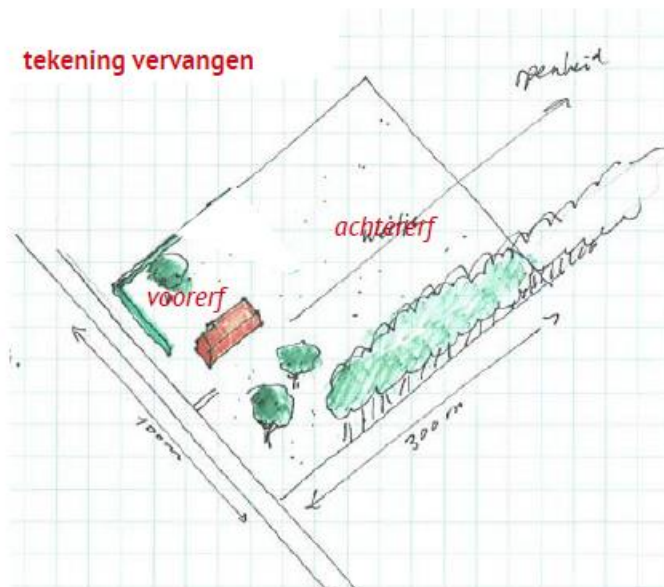 tekening vervangen
openheid
achtererf
voorerf
100m
300m